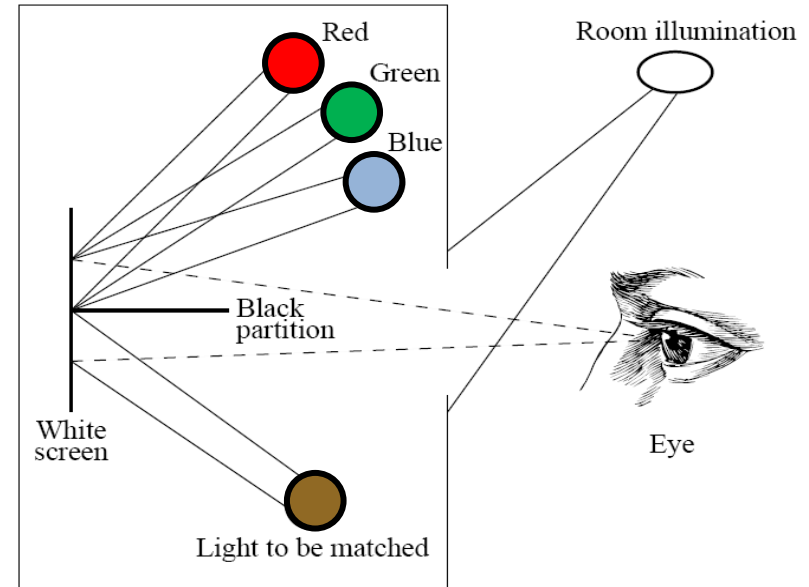 Red
Room illumination
Green
Blue
Black
partition
White
screen
Eye
Light to be matched